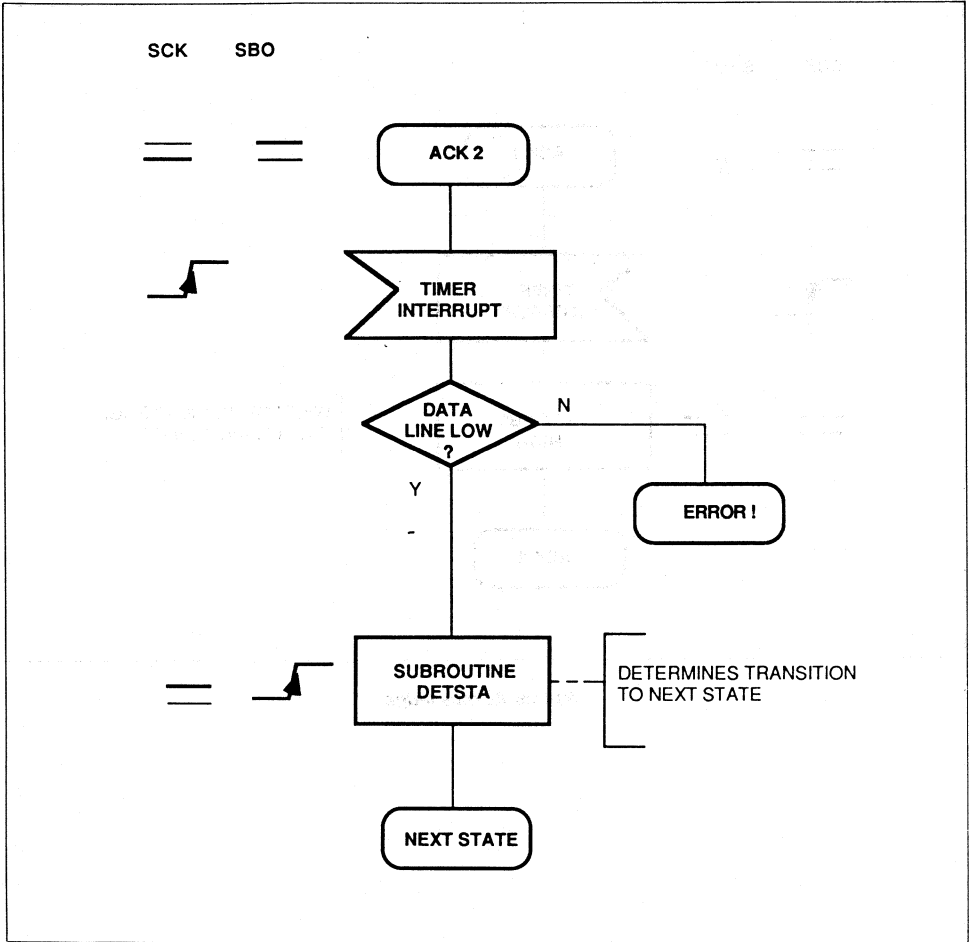 SCK SBO
ACK 2
TIMER
INTERRUPT
DATA
LINE LOW
?
N
Y
ERROR !
SUBROUTINE
DETSTA
DETERMINES TRANSITION
TO NEXT STATE
NEXT STATE